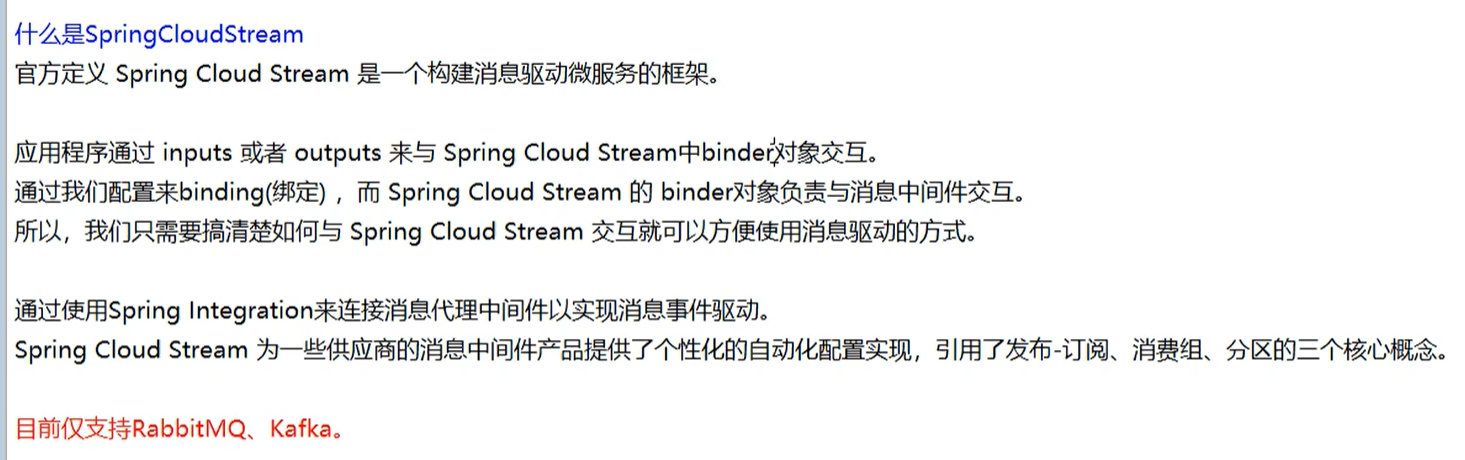 什么是SpringCloudStream
官方定义 Spring Cloud Stream 是一个构建消息驱动微服务的框架。
应用程序通过 inputs 或者 outputs 来与 Spring Cloud Stream中binder对象交互。
通过我们配置来binding(绑定) ，而 Spring Cloud Stream 的 binder对象负责与消息中间件交互。
所以，我们只需要搞清楚如何与 Spring Cloud Stream 交互就可以方便使用消息驱动的方式。
通过使用Spring Integration来连接消息代理中间件以实现消息事件驱动。
Spring Cloud Stream 为一些供应商的消息中间件产品提供了个性化的自动化配置实现，引用了发布-订阅、消费组、分区的三个核心概念。
目前仅支持RabbitMQ、Kafka。